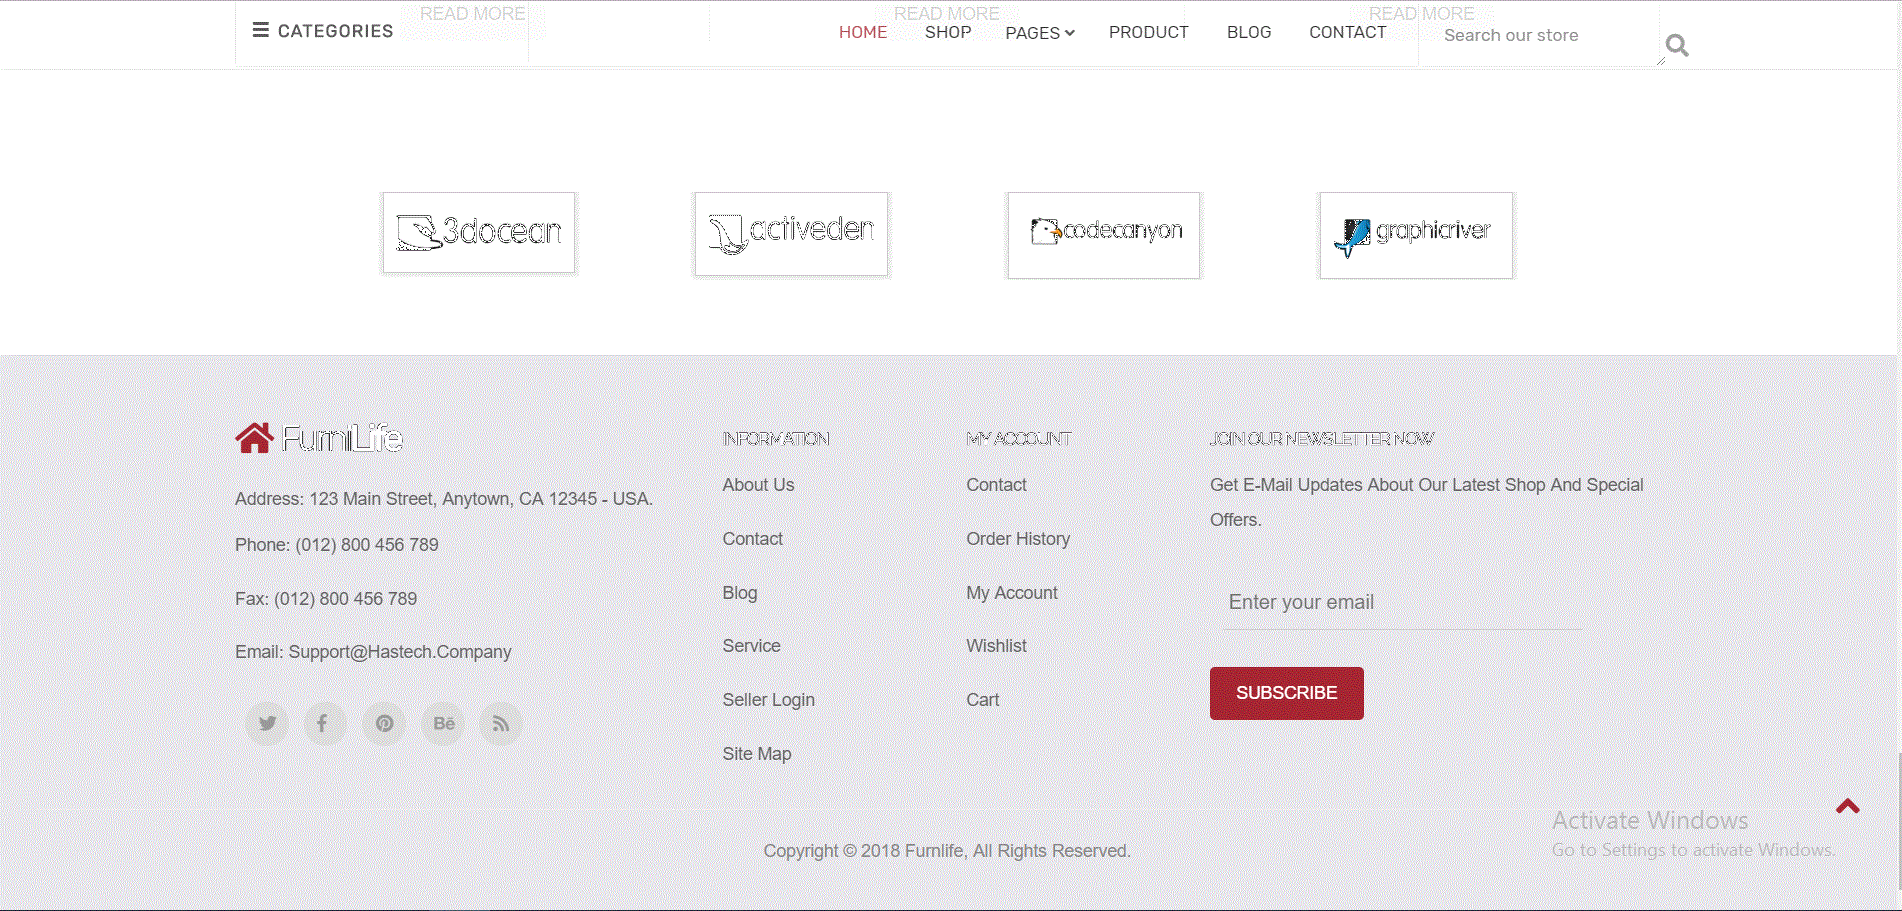 READ MORE READ MORE READ MORE
CATEGORIES HOME SHOP PAGES PRODUCT BLOG CONTACT Search our store
3docean activeden codecanyon graphicriver
FurniLife
Address: 123 Main Street, Anytown, CA 12345 - USA.
Phone: (012) 800 456 789
Fax: (012) 800 456 789
Email: Support@Hastech.Company
Bē
INFORMATION
About Us
Contact
Blog
Service
Seller Login
Site Map
MY ACCOUNT
Contact
Order History
My Account
Wishlist
Cart
JOIN OUR NEWSLETTER NOW
Get E-Mail Updates About Our Latest Shop And Special
Offers.
Enter your email
SUBSCRIBE
Activate Windows
Go to Settings to activate Windows.
Copyright © 2018 Furnlife, All Rights Reserved.